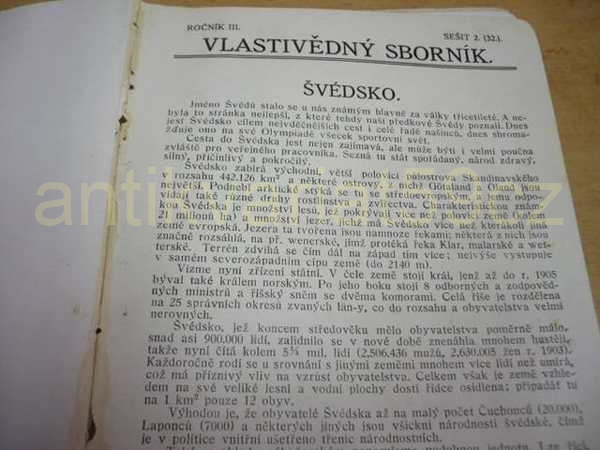 ROČNÍK III.
SEŠIT 2. (32.)
VLASTIVĚDNÝ SBORNÍK.
ŠVÉDSKO.
Jméno Švédů stalo se u nás známým hlavně za války třicetileté. A ne-
byla to stránka nejlepší, z které tehdy naši předkové Švédy poznali. Dnes
jest Švédsko cílem nejvděčnějších cest i celé řadě našinců, dnes shroma-
žďuje ono na své Olympiadě všecek sportovní svět.
Cesta do Švédska jest nejen zajímavá, ale může býti i velmi poučna
zvláště pro veřejného pracovníka. Sezná tu stát spořádaný, národ zdravý,
silný, příčinlivý a pokročilý.
Švédsko zabírá východní, větší polovici palostrova Skandinavského
v rozsahu 442.126 km² a některé ostrovy, z nichž Götaland a Öland jsou
největší. Podnebí arktické stýká se tu se středoevropským, a jemu odpo-
vídají také různé druhy rostlinstva a zvířectva. Charakteristickou znám-
kou Švédska je množství lesů, jež pokrývají více než polovici země (kolem
21 milionů ha) a množství jezer, jichž má Švédsko více než kterákoli jiná
země evropská. Jezera ta tvořena jsou namnoze řekami; některá z nich jsou
značně rozsáhlá, na př. wenerské, jímž protéká řeka Klar, malarské a wet-
terské. Terrén zdvihá se čím dál na západ tím více; nejvýše vystupuje
v samém severozápadním cípu země (do 2140 m).
Vizme nyní zřízení státní. V čele země stojí král, jenž až do r. 1905
býval také králem norským. Po jeho boku stojí 8 odborných a zodpověd-
ných ministrů a říšský sněm se dvěma komorami. Celá říše je rozdělena
na 25 správních okresů zvaných län-y, co do rozsahu a obyvatelstva velmi
nerovných.
Švédsko, jež koncem středověku mělo obyvatelstva poměrně málo,
snad asi 900.000 lidí, zalidnilo se v nové době znenáhla mnohem hustěji,
takže nyní čítá kolem 5¼ mil. lidí (2,506.436 mužů, 2,630.005 žen r. 1903).
Každoročně rodí se u srovnání s jinými zeměmi mnohem více lidí než umírá,
což má příznivý vliv na vzrůst obyvatelstva. Celkem však je země vzhle-
dem na své veliké lesní a vodní plochy dosti řídce osídlena; připadáť tu
na 1 km² pouze 12 obyv.
Výhodou je, že obyvatelé Švédska až na malý počet Čuchonců (20.000),
Laponců (7000) a některých jiných jsou všickni národnosti švédské, čímž
je v politice vnitřní ušetřeno třenic národnostních.